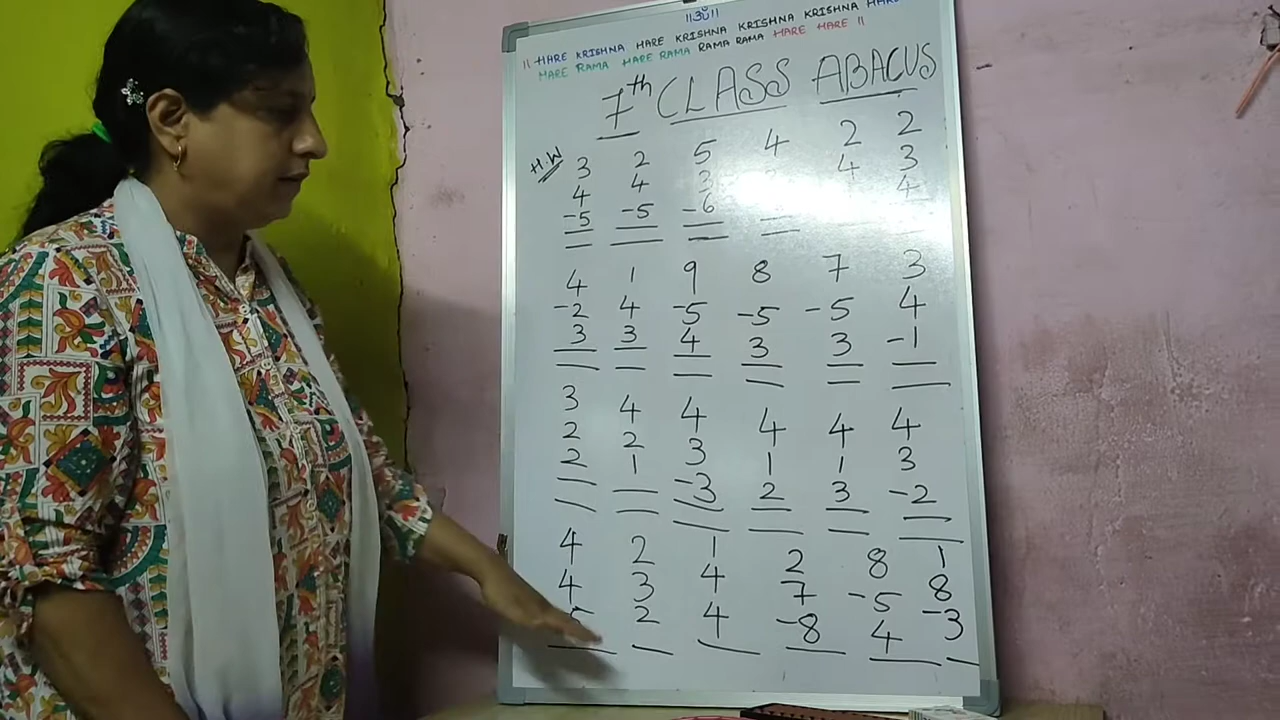 ||ॐ||
|| HARE KRISHNA HARE KRISHNA KRISHNA KRISHNA HARE
HARE RAMA HARE RAMA RAMA RAMA HARE HARE ||
7th CLASS ABACUS
H.W 3 2 5 4 2 2
4 4 3 4 3
-5 -5 -6 4
4 1 9 8 7 3
-2 4 -5 -5 -5 4
3 3 4 3 3 -1
3 4 4 4 4 4
2 2 3 1 1 3
2 1 -3 2 3 -2
4 2 1 2 8 1
4 3 4 7 -5 8
2 4 -8 4 -3